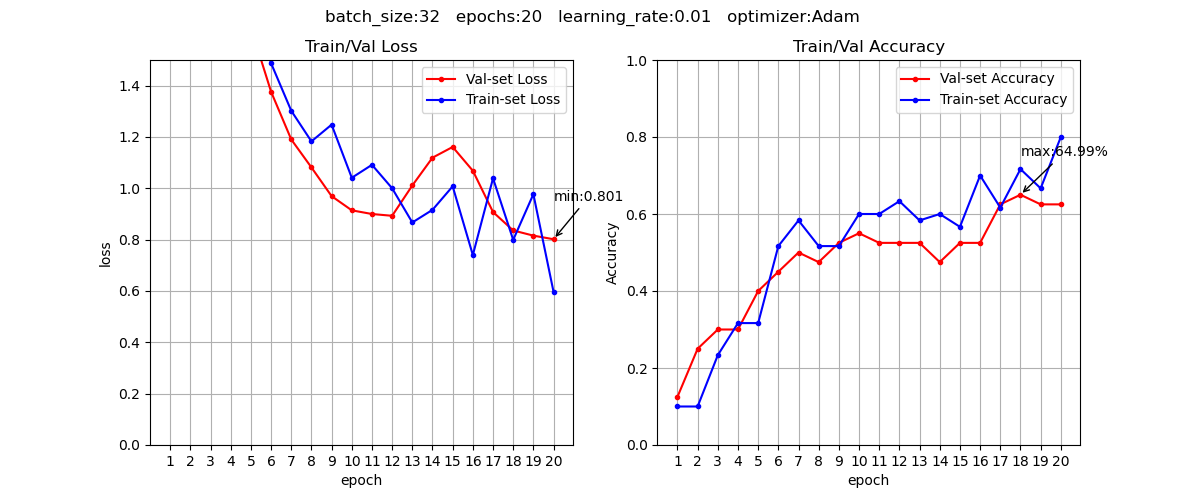 batch_size:32 epochs:20 learning_rate:0.01 optimizer:Adam
Train/Val Loss
Val-set Loss
Train-set Loss
min:0.801
1.4
1.2
1.0
0.8
0.6
0.4
0.2
0.0
loss
1 2 3 4 5 6 7 8 9 10 11 12 13 14 15 16 17 18 19 20
epoch
Train/Val Accuracy
Val-set Accuracy
Train-set Accuracy
max:64.99%
1.0
0.8
0.6
0.4
0.2
0.0
Accuracy
1 2 3 4 5 6 7 8 9 10 11 12 13 14 15 16 17 18 19 20
epoch